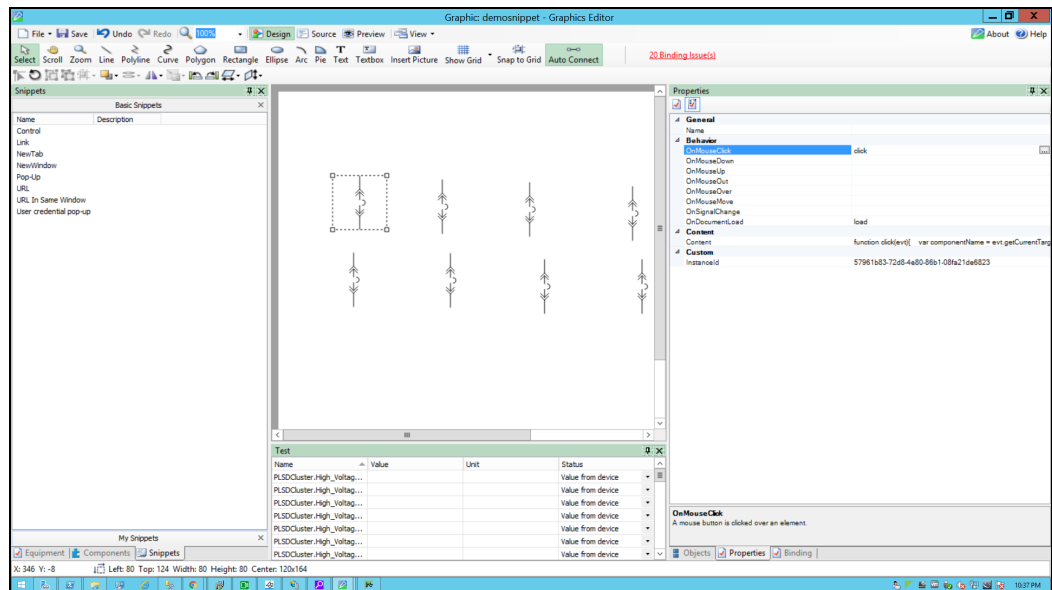 Graphic: demosnippet - Graphics Editor
File Save Undo Redo 100% Design Source Preview View About Help
Select Scroll Zoom Line Polyline Curve Polygon Rectangle Ellipse Arc Pie Text Textbox Insert Picture Show Grid Snap to Grid Auto Connect 20 Binding Issue(s)
Snippets
Basic Snippets
Name Description
Control
Link
NewTab
NewWindow
Pop-Up
URL
URL In Same Window
User credential pop-up
My Snippets
Equipment Components Snippets
Test
Name Value Unit Status
PLSDCluster.High_Voltag... Value from device
PLSDCluster.High_Voltag... Value from device
PLSDCluster.High_Voltag... Value from device
PLSDCluster.High_Voltag... Value from device
PLSDCluster.High_Voltag... Value from device
PLSDCluster.High_Voltag... Value from device
PLSDCluster.High_Voltag... Value from device
Properties
General
Name
Behavior
OnMouseClick click ...
OnMouseDown
OnMouseUp
OnMouseOut
OnMouseOver
OnMouseMove
OnSignalChange
OnDocumentLoad load
Content
Content function click(evt){ var componentName = evt.getCurrentTarg
Custom
InstanceId 57961b83-72d8-4e80-86b1-08fa21de6823
OnMouseClick
A mouse button is clicked over an element.
Objects Properties Binding
X: 346 Y: -8 Left: 80 Top: 124 Width: 80 Height: 80 Center: 120x164
10:37 PM